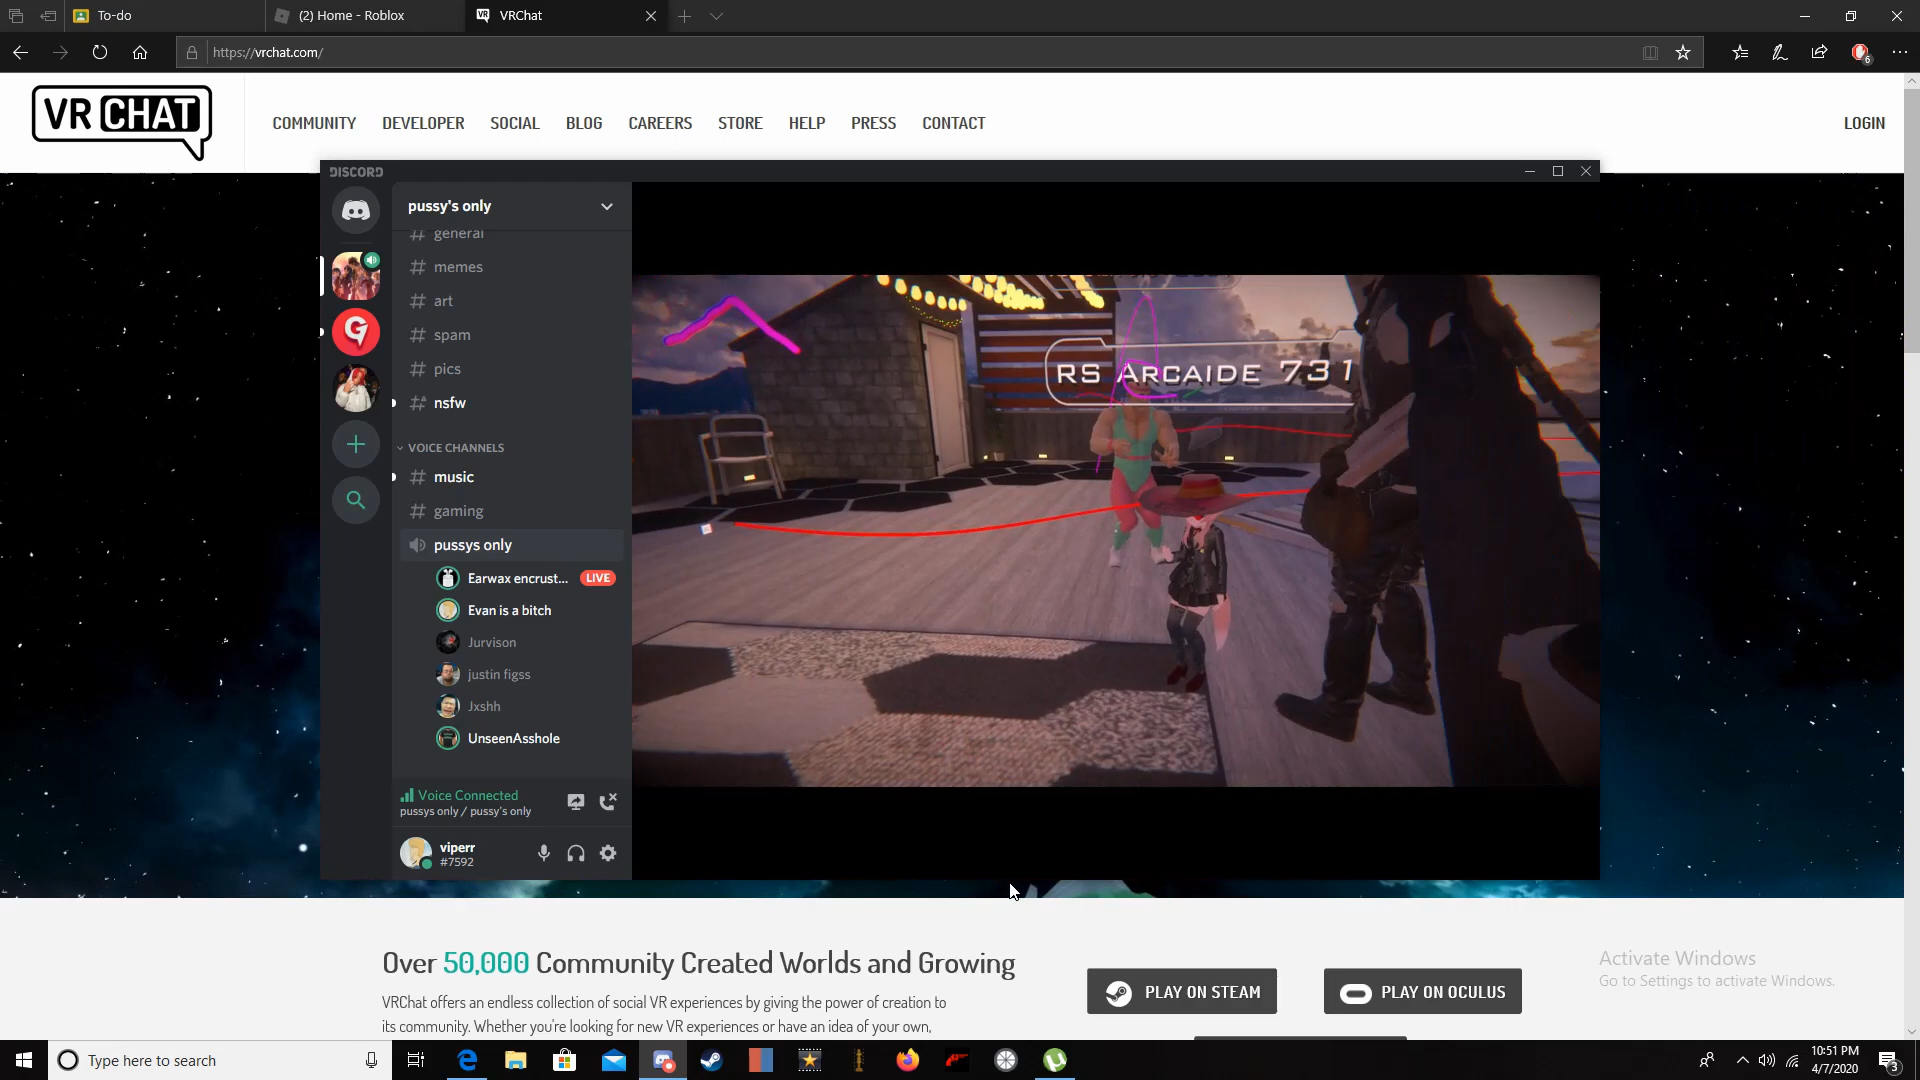 To-do
(2) Home - Roblox
VRChat
https://vrchat.com/
6
VR CHAT
COMMUNITY
DEVELOPER
SOCIAL
BLOG
CAREERS
STORE
HELP
PRESS
CONTACT
LOGIN
DISCORD
pussy's only
# general
# memes
# art
# spam
# pics
# nsfw
VOICE CHANNELS
# music
# gaming
pussys only
Earwax encrust... LIVE
Evan is a bitch
Jurvison
justin figss
Jxshh
UnseenAsshole
Voice Connected
pussys only / pussy's only
viperr
#7592
RS ARCAIDE 731
Over 50,000 Community Created Worlds and Growing
VRChat offers an endless collection of social VR experiences by giving the power of creation to
its community. Whether you're looking for new VR experiences or have an idea of your own,
PLAY ON STEAM
PLAY ON OCULUS
Activate Windows
Go to Settings to activate Windows.
Type here to search
10:51 PM
4/7/2020
3